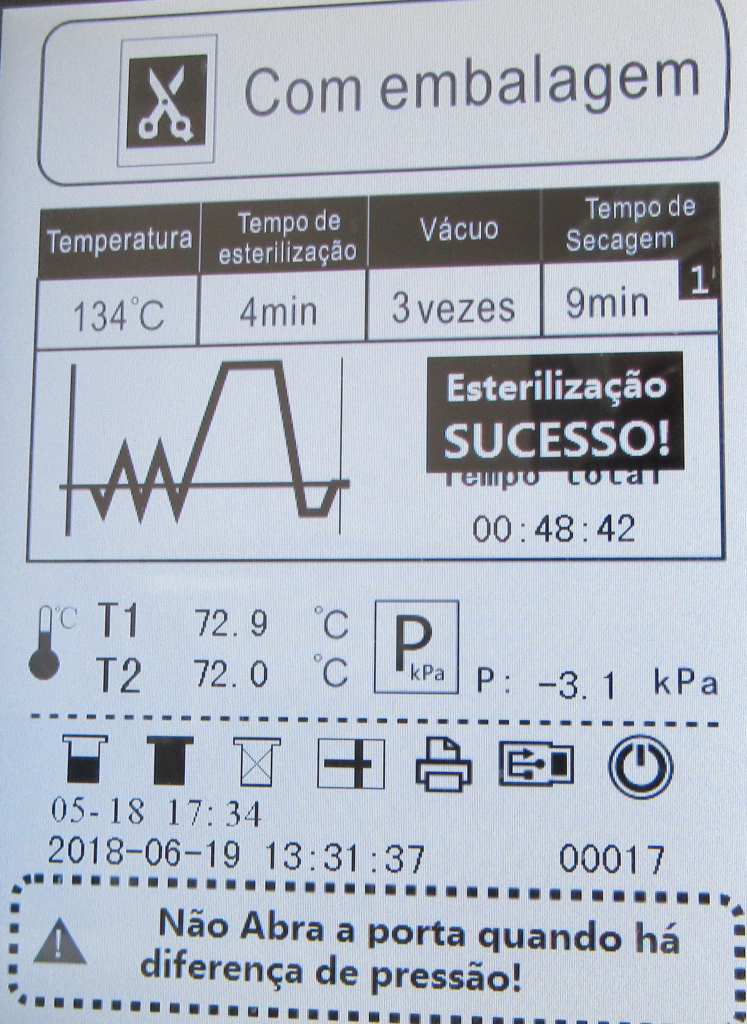 Com embalagem
Temperatura
Tempo de
esterilização
Vácuo
Tempo de
Secagem
134°C
4min
3 vezes
9min
1'
Esterilização
SUCESSO!
Tempo total
00:48:42
°C T1 72.9 °C
T2 72.0 °C
P
kPa
P: -3.1 kPa
05-18 17:34
2018-06-19 13:31:37 00017
Não Abra a porta quando há
diferença de pressão!